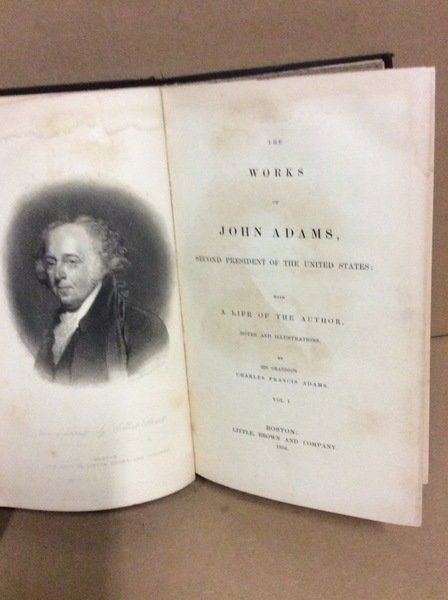 THE
WORKS
OF
JOHN ADAMS,
SECOND PRESIDENT OF THE UNITED STATES:
WITH
A LIFE OF THE AUTHOR,
NOTES AND ILLUSTRATIONS,
BY
HIS GRANDSON
CHARLES FRANCIS ADAMS.
VOL. I
BOSTON:
LITTLE, BROWN AND COMPANY.
1856.